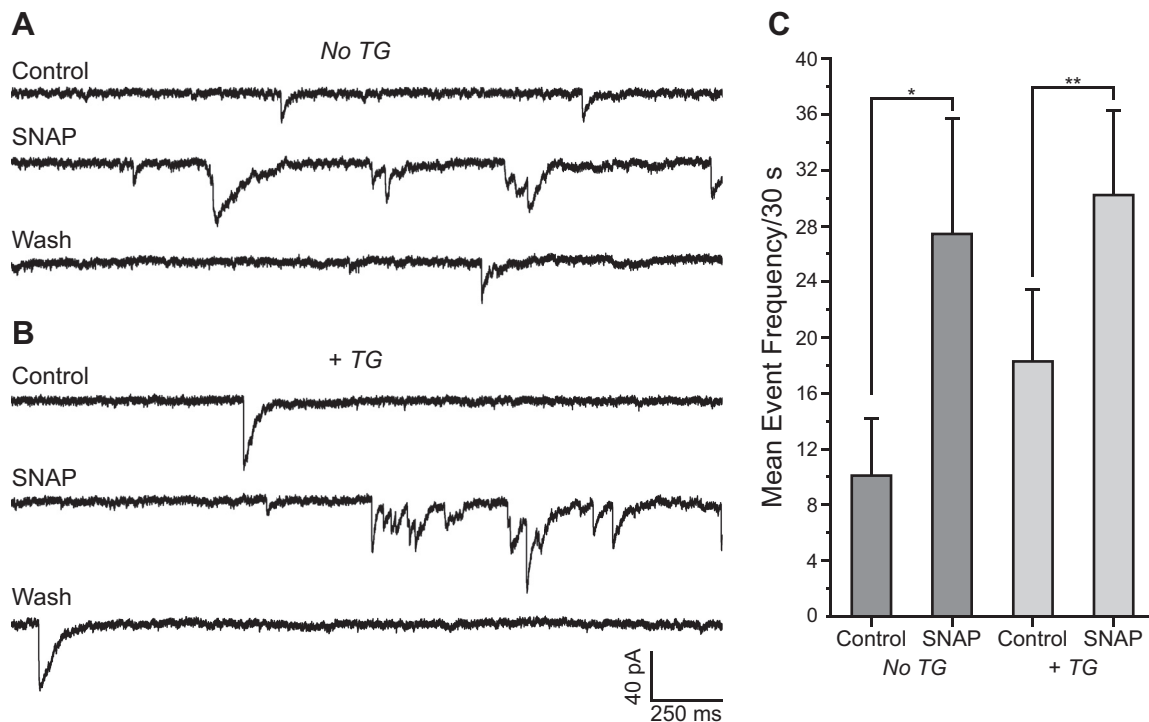 A
No TG
Control
SNAP
Wash
B
+ TG
Control
SNAP
Wash
40 pA
250 ms
C
Mean Event Frequency/30 s
40
36
32
28
24
20
16
12
8
4
0
*
**
Control SNAP Control SNAP
No TG + TG